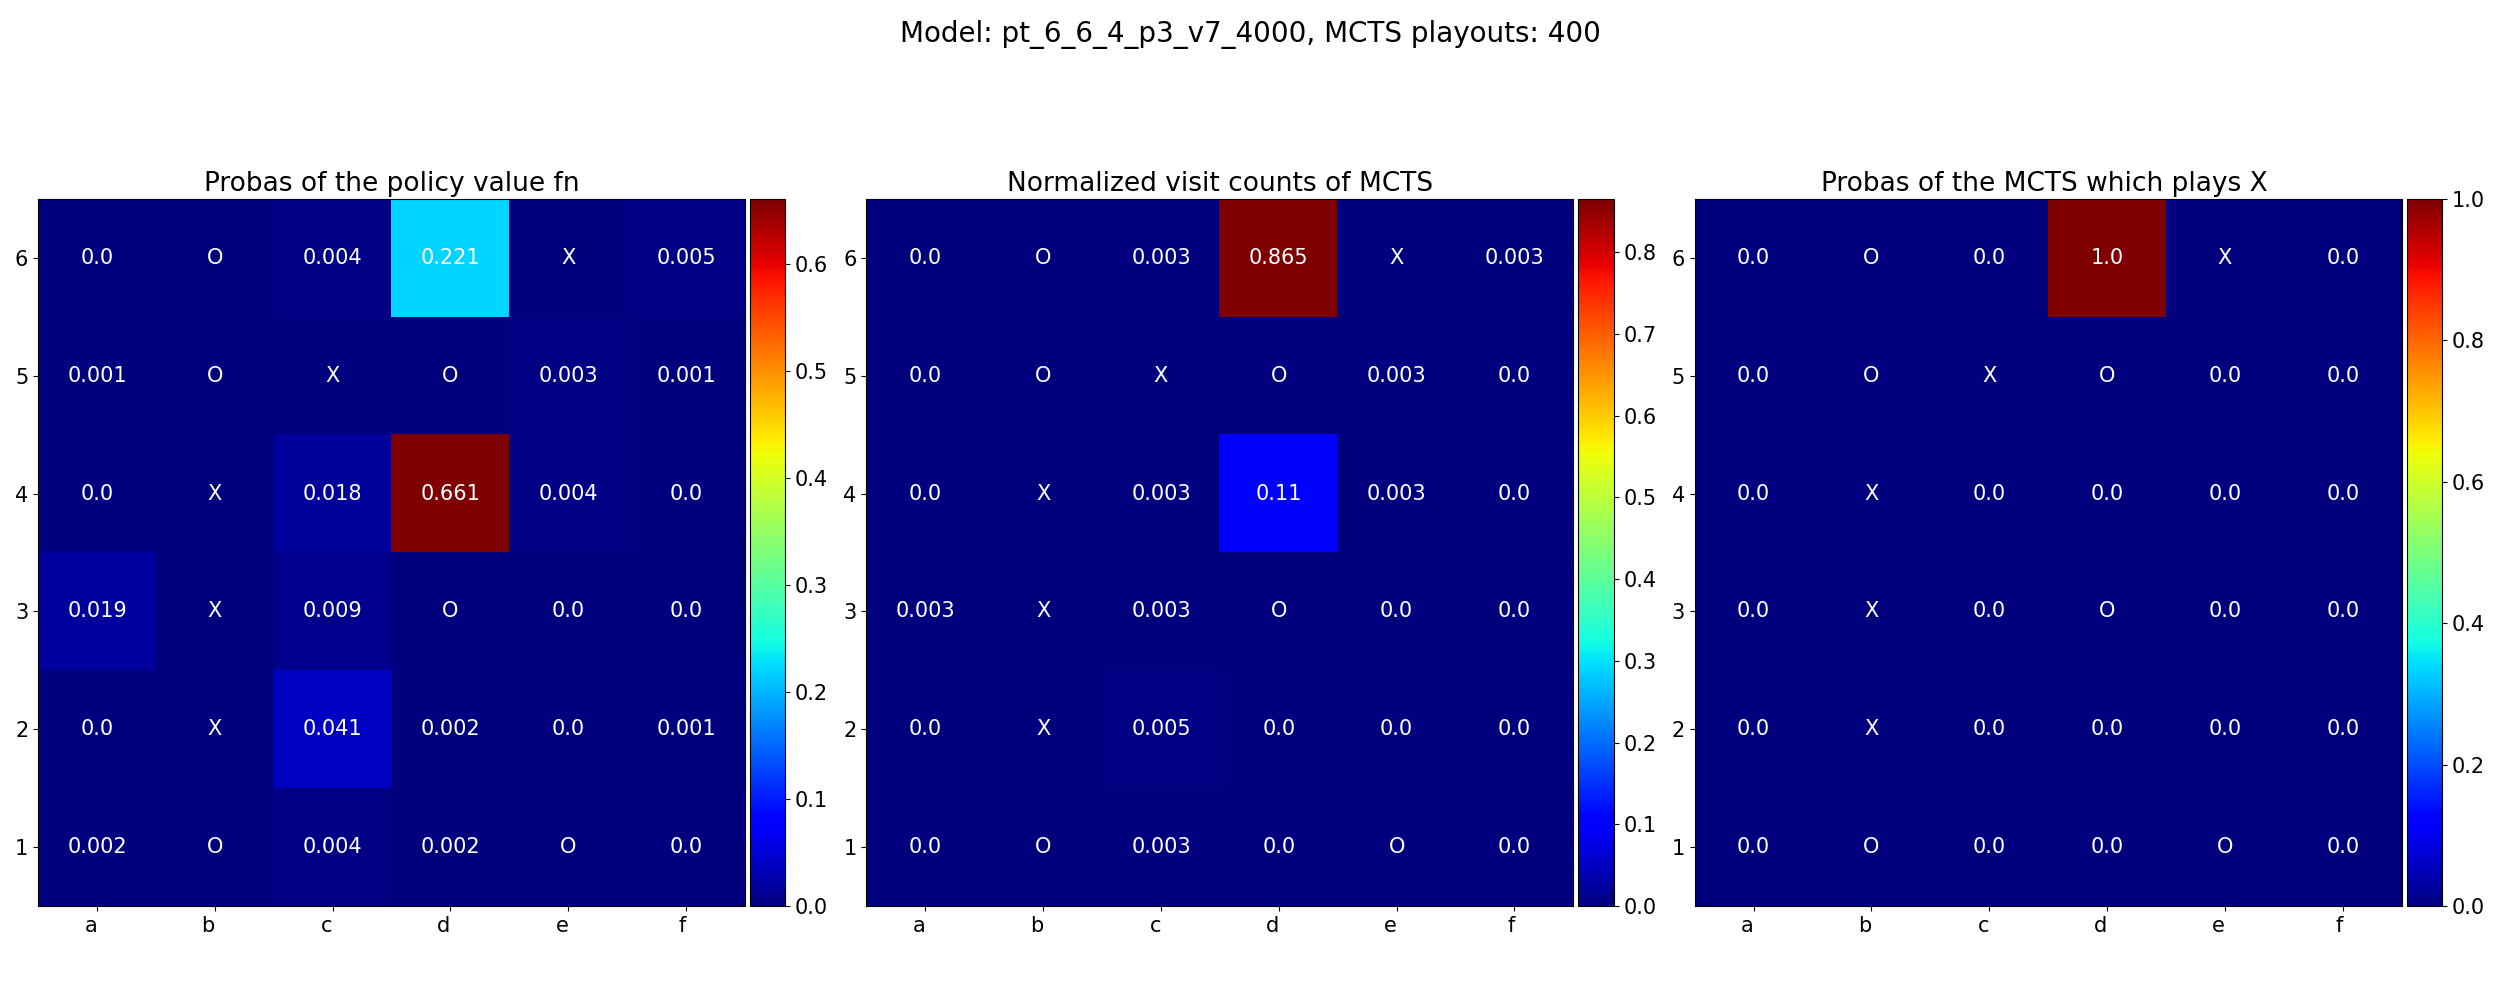 Model: pt_6_6_4_p3_v7_4000, MCTS playouts: 400
Probas of the policy value fn
6 0.0 O 0.004 0.221 X 0.005
5 0.001 O X O 0.003 0.001
4 0.0 X 0.018 0.661 0.004 0.0
3 0.019 X 0.009 O 0.0 0.0
2 0.0 X 0.041 0.002 0.0 0.001
1 0.002 O 0.004 0.002 O 0.0
a b c d e f
0.6
0.5
0.4
0.3
0.2
0.1
0.0
Normalized visit counts of MCTS
6 0.0 O 0.003 0.865 X 0.003
5 0.0 O X O 0.003 0.0
4 0.0 X 0.003 0.11 0.003 0.0
3 0.003 X 0.003 O 0.0 0.0
2 0.0 X 0.005 0.0 0.0 0.0
1 0.0 O 0.003 0.0 O 0.0
a b c d e f
0.8
0.7
0.6
0.5
0.4
0.3
0.2
0.1
0.0
Probas of the MCTS which plays X
6 0.0 O 0.0 1.0 X 0.0
5 0.0 O X O 0.0 0.0
4 0.0 X 0.0 0.0 0.0 0.0
3 0.0 X 0.0 O 0.0 0.0
2 0.0 X 0.0 0.0 0.0 0.0
1 0.0 O 0.0 0.0 O 0.0
a b c d e f
1.0
0.8
0.6
0.4
0.2
0.0